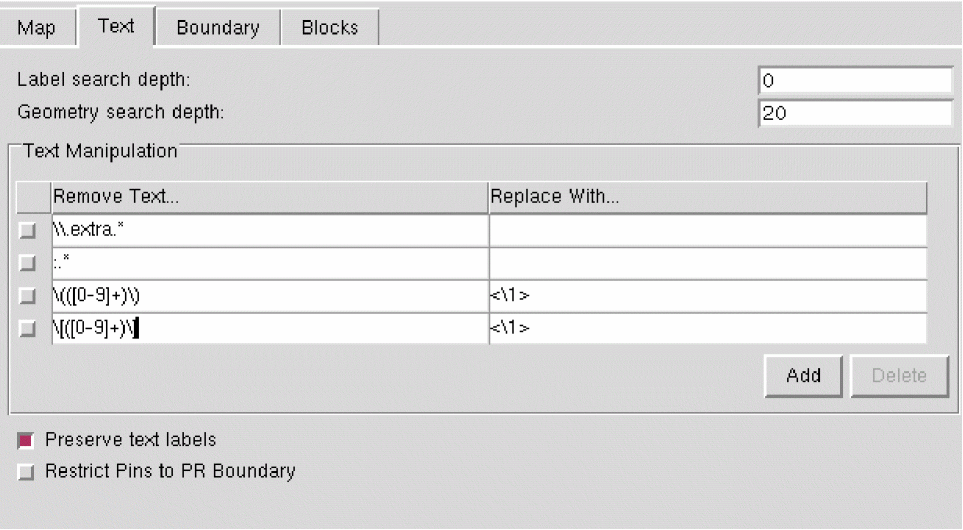 Map Text Boundary Blocks
Label search depth: 0
Geometry search depth: 20
Text Manipulation
Remove Text... Replace With...
\\.extra.*
:.*
\(([0-9]+)\) <\1>
\[([0-9]+)\] <\1>
Add Delete
Preserve text labels
Restrict Pins to PR Boundary